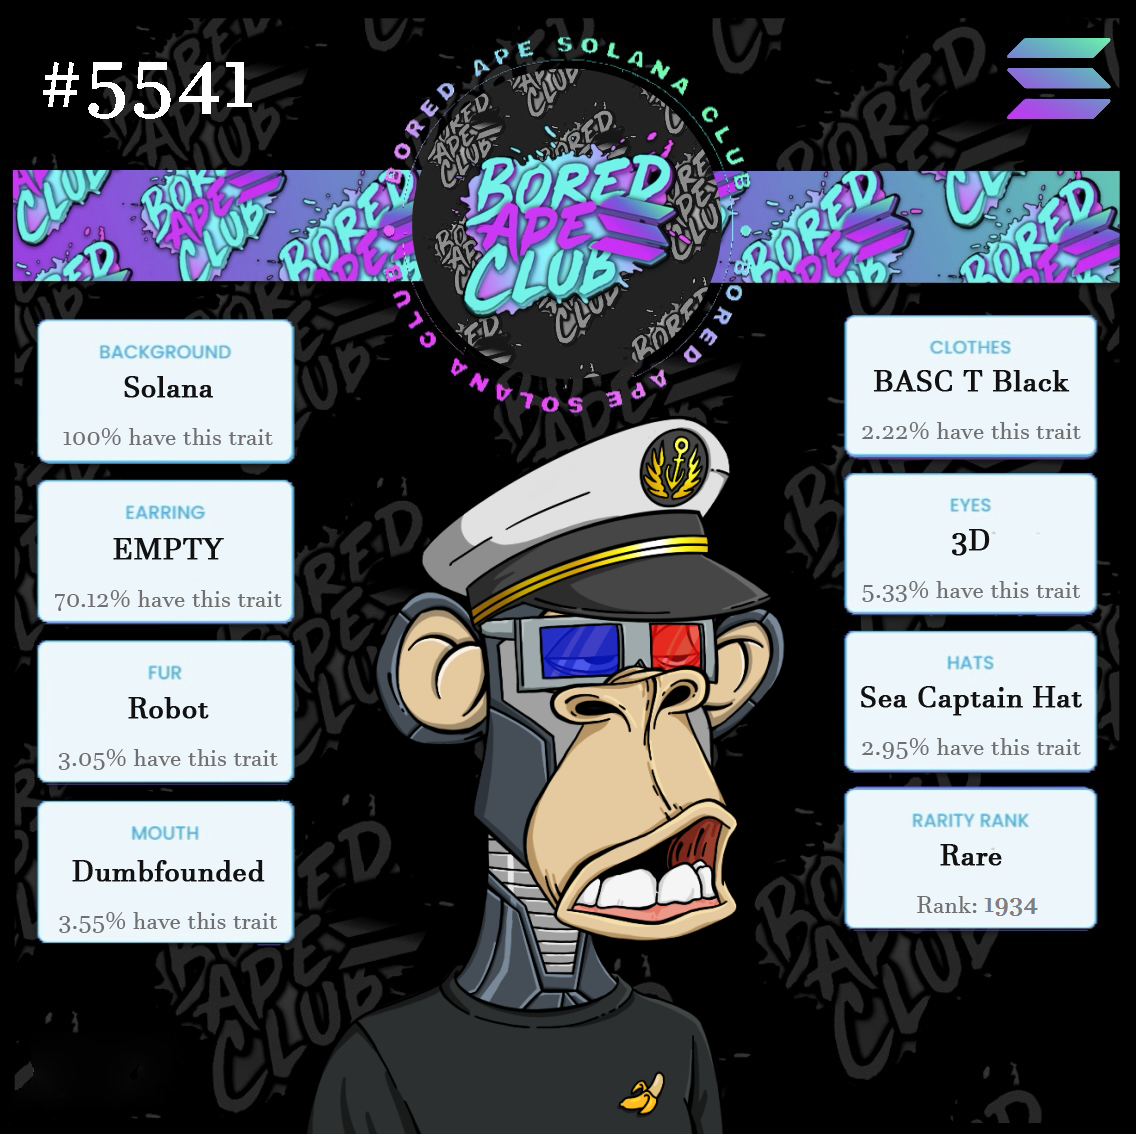 #5541
BORED APE SOLANA CLUB
BORED APE SOLANA CLUB
BORED
APE
CLUB
BACKGROUND
Solana
100% have this trait
EARRING
EMPTY
70.12% have this trait
FUR
Robot
3.05% have this trait
MOUTH
Dumbfounded
3.55% have this trait
CLOTHES
BASC T Black
2.22% have this trait
EYES
3D
5.33% have this trait
HATS
Sea Captain Hat
2.95% have this trait
RARITY RANK
Rare
Rank: 1934